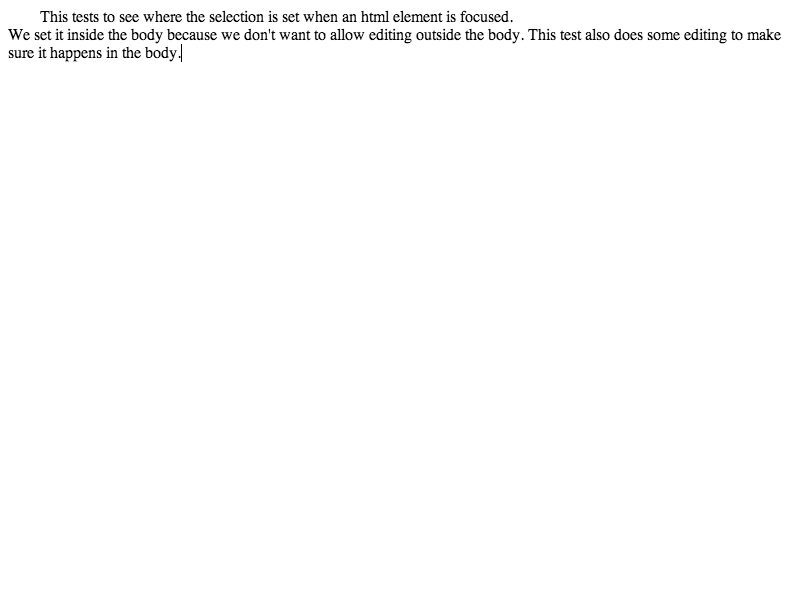 This tests to see where the selection is set when an html element is focused.
We set it inside the body because we don't want to allow editing outside the body. This test also does some editing to make
sure it happens in the body.